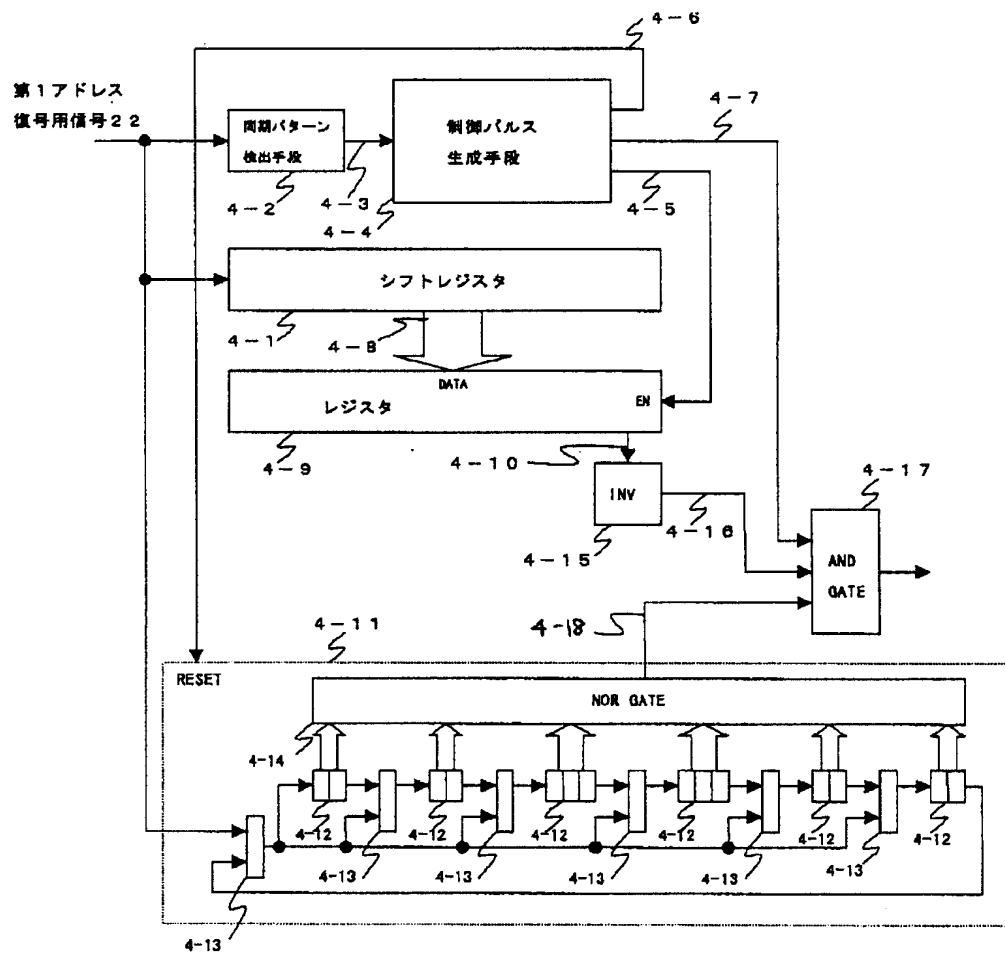 4-6
第1アドレス
復号用信号22
同期パターン
検出手段
制御パルス
生成手段
4-7
4-2
4-3
4-4
4-5
シフトレジスタ
4-1
4-8
DATA
レジスタ
EN
4-9
4-10
INV
4-16
4-15
4-17
AND
GATE
4-18
4-11
RESET
NOR GATE
4-14
4-12
4-12
4-12
4-12
4-12
4-12
4-13
4-13
4-13
4-13
4-13
4-13